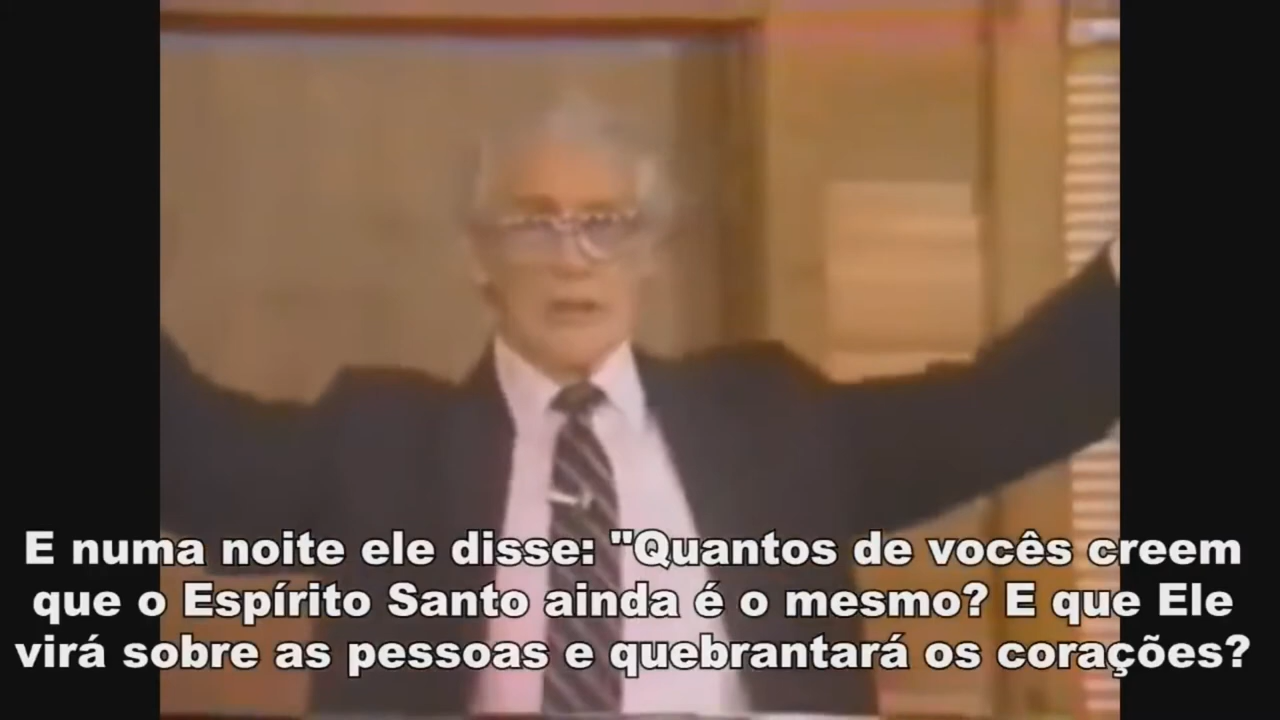 E numa noite ele disse: "Quantos de vocês creem
que o Espírito Santo ainda é o mesmo? E que Ele
virá sobre as pessoas e quebrantará os corações?